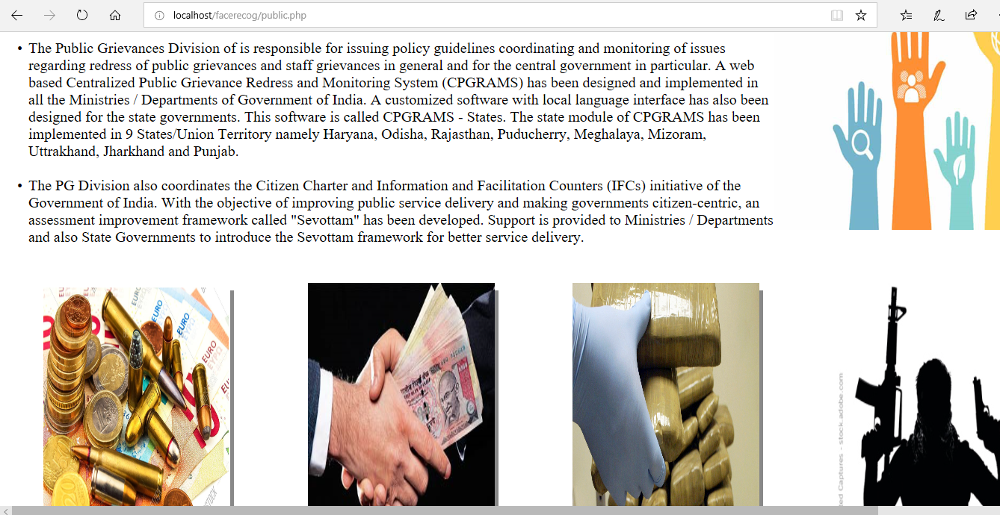 localhost/facerecog/public.php
• The Public Grievances Division of is responsible for issuing policy guidelines coordinating and monitoring of issues
regarding redress of public grievances and staff grievances in general and for the central government in particular. A web
based Centralized Public Grievance Redress and Monitoring System (CPGRAMS) has been designed and implemented in
all the Ministries / Departments of Government of India. A customized software with local language interface has also been
designed for the state governments. This software is called CPGRAMS - States. The state module of CPGRAMS has been
implemented in 9 States/Union Territory namely Haryana, Odisha, Rajasthan, Puducherry, Meghalaya, Mizoram,
Uttrakhand, Jharkhand and Punjab.
• The PG Division also coordinates the Citizen Charter and Information and Facilitation Counters (IFCs) initiative of the
Government of India. With the objective of improving public service delivery and making governments citizen-centric, an
assessment improvement framework called "Sevottam" has been developed. Support is provided to Ministries / Departments
and also State Governments to introduce the Sevottam framework for better service delivery.
EURO
EURO
EURO
EURO
ed Captures - stock.adobe.com